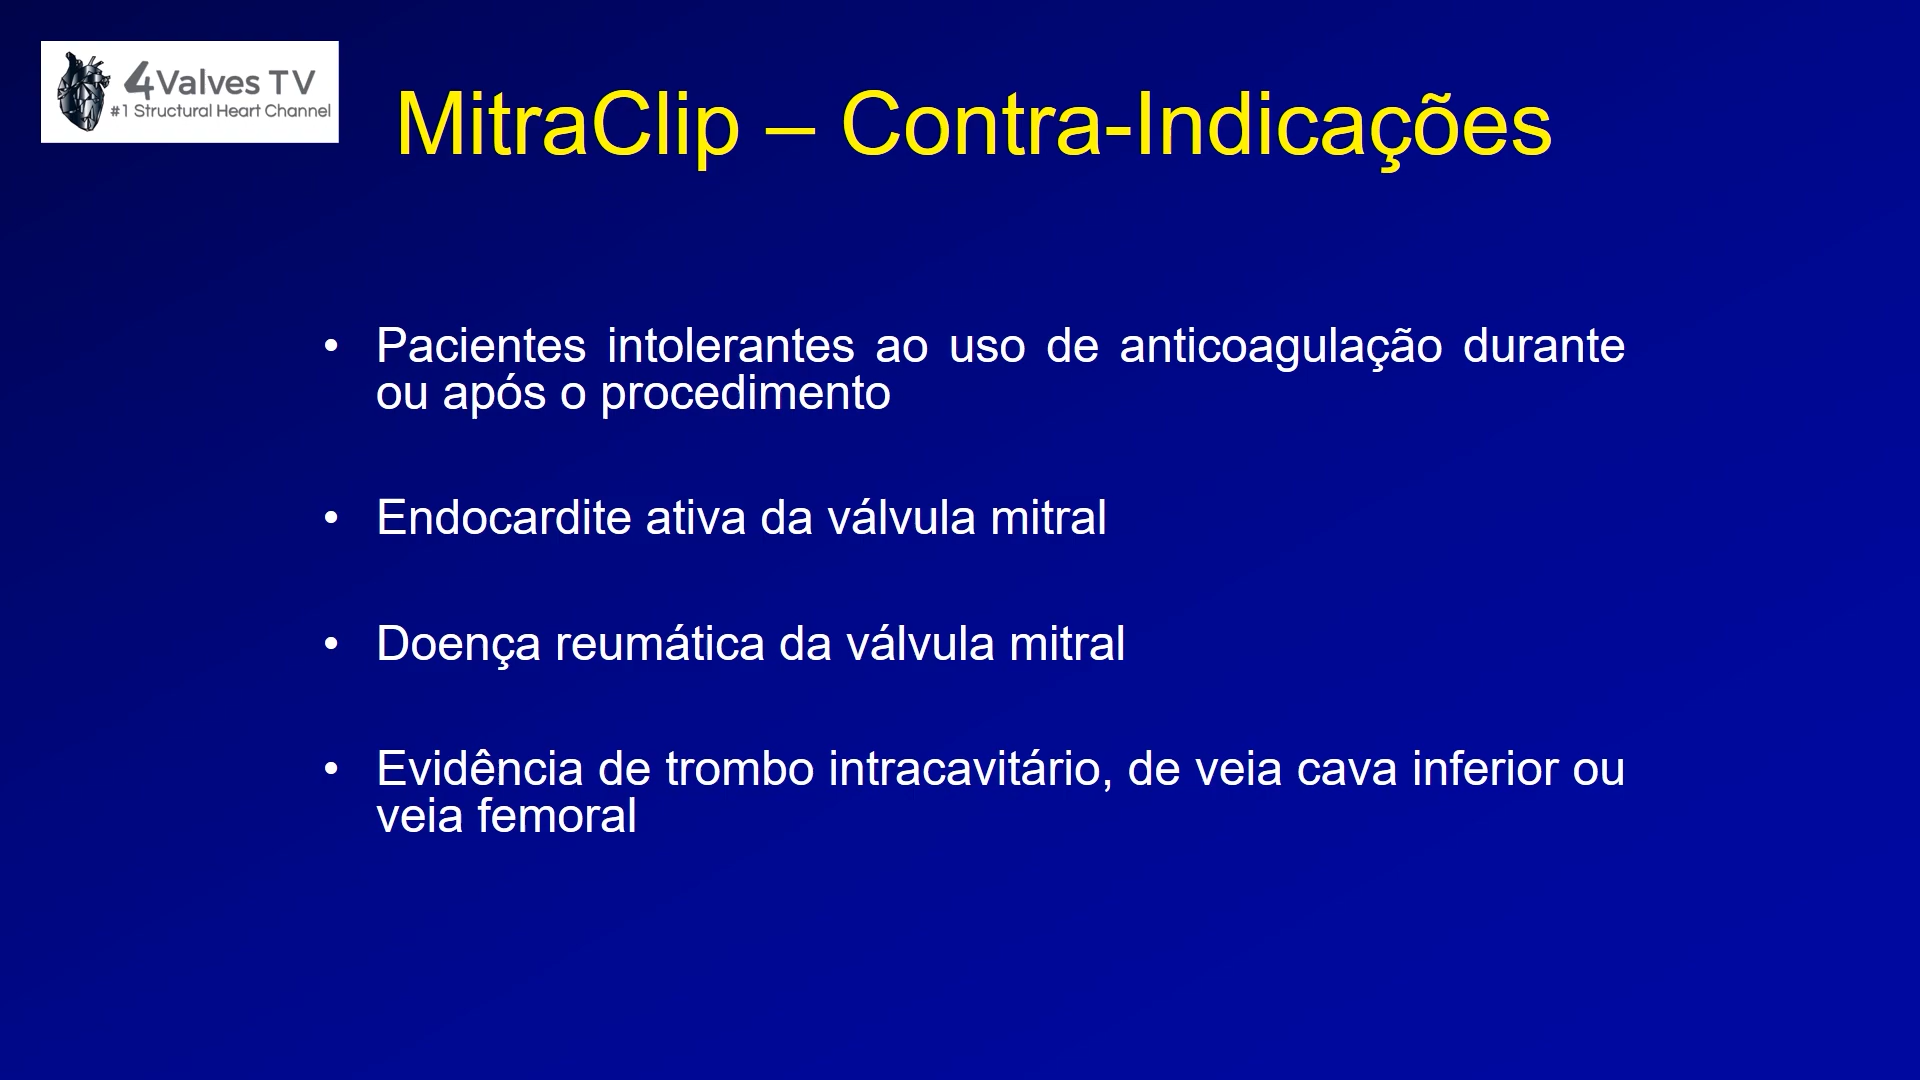 4Valves TV
#1 Structural Heart Channel
MitraClip – Contra-Indicações
• Pacientes intolerantes ao uso de anticoagulação durante
ou após o procedimento
• Endocardite ativa da válvula mitral
• Doença reumática da válvula mitral
• Evidência de trombo intracavitário, de veia cava inferior ou
veia femoral